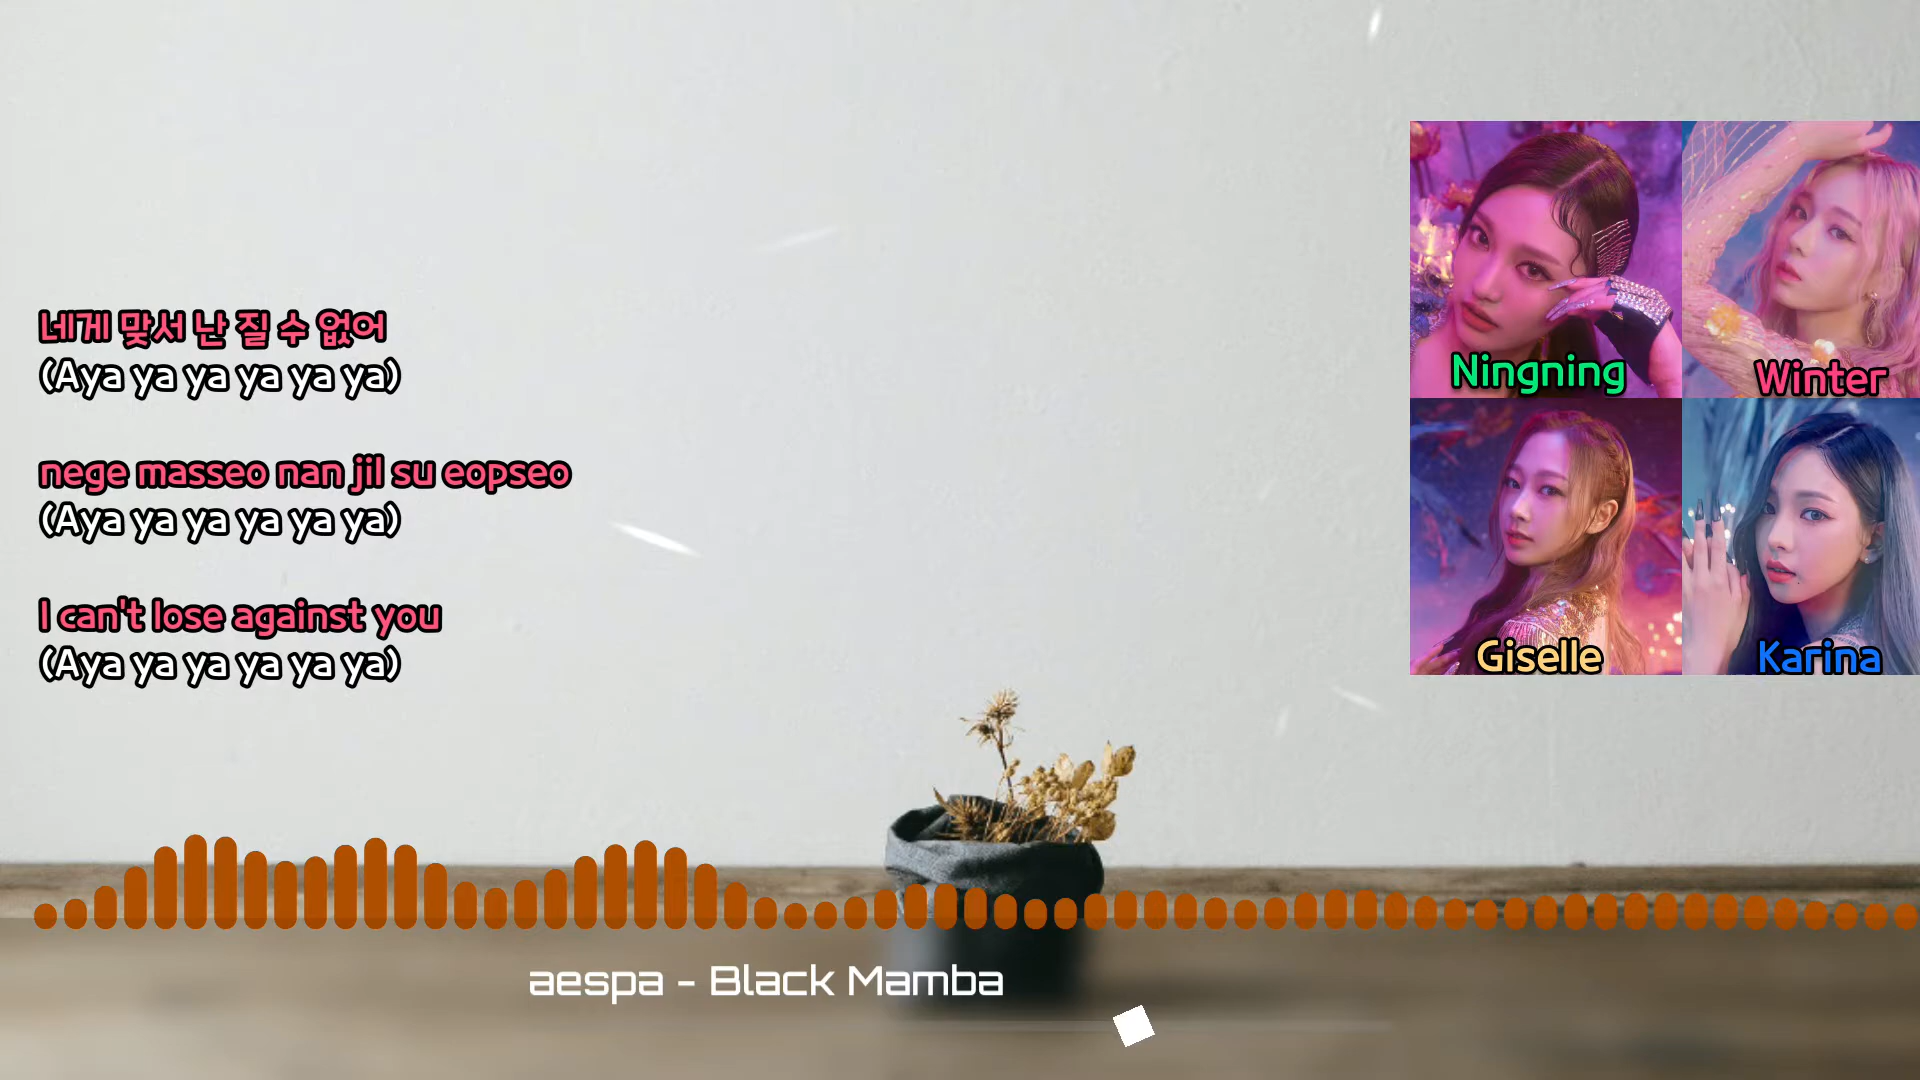 네게 맞서 난 질 수 없어
(Aya ya ya ya ya ya)
nege masseo nan jil su eopseo
(Aya ya ya ya ya ya)
I can't lose against you
(Aya ya ya ya ya ya)
Ningning
Winter
Giselle
Karina
aespa - Black Mamba